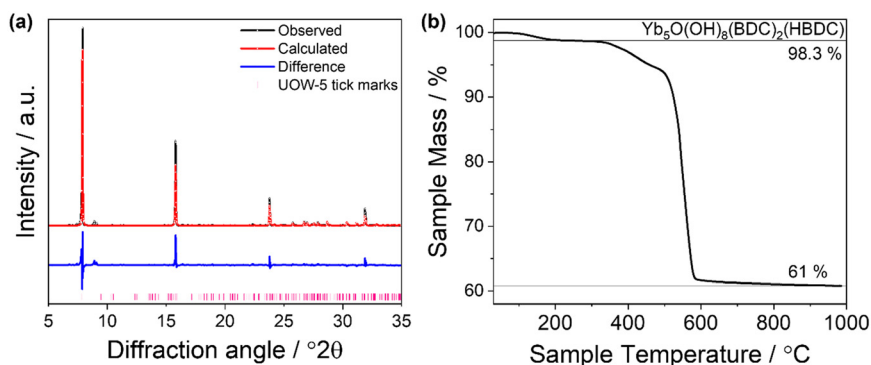 (a)
Observed
Calculated
Difference
UOW-5 tick marks
Intensity / a.u.
5 10 15 20 25 30 35
Diffraction angle / °2θ
(b)
Yb₅O(OH)₈(BDC)₂(HBDC)
98.3 %
61 %
100
90
80
70
60
Sample Mass / %
200 400 600 800 1000
Sample Temperature / °C